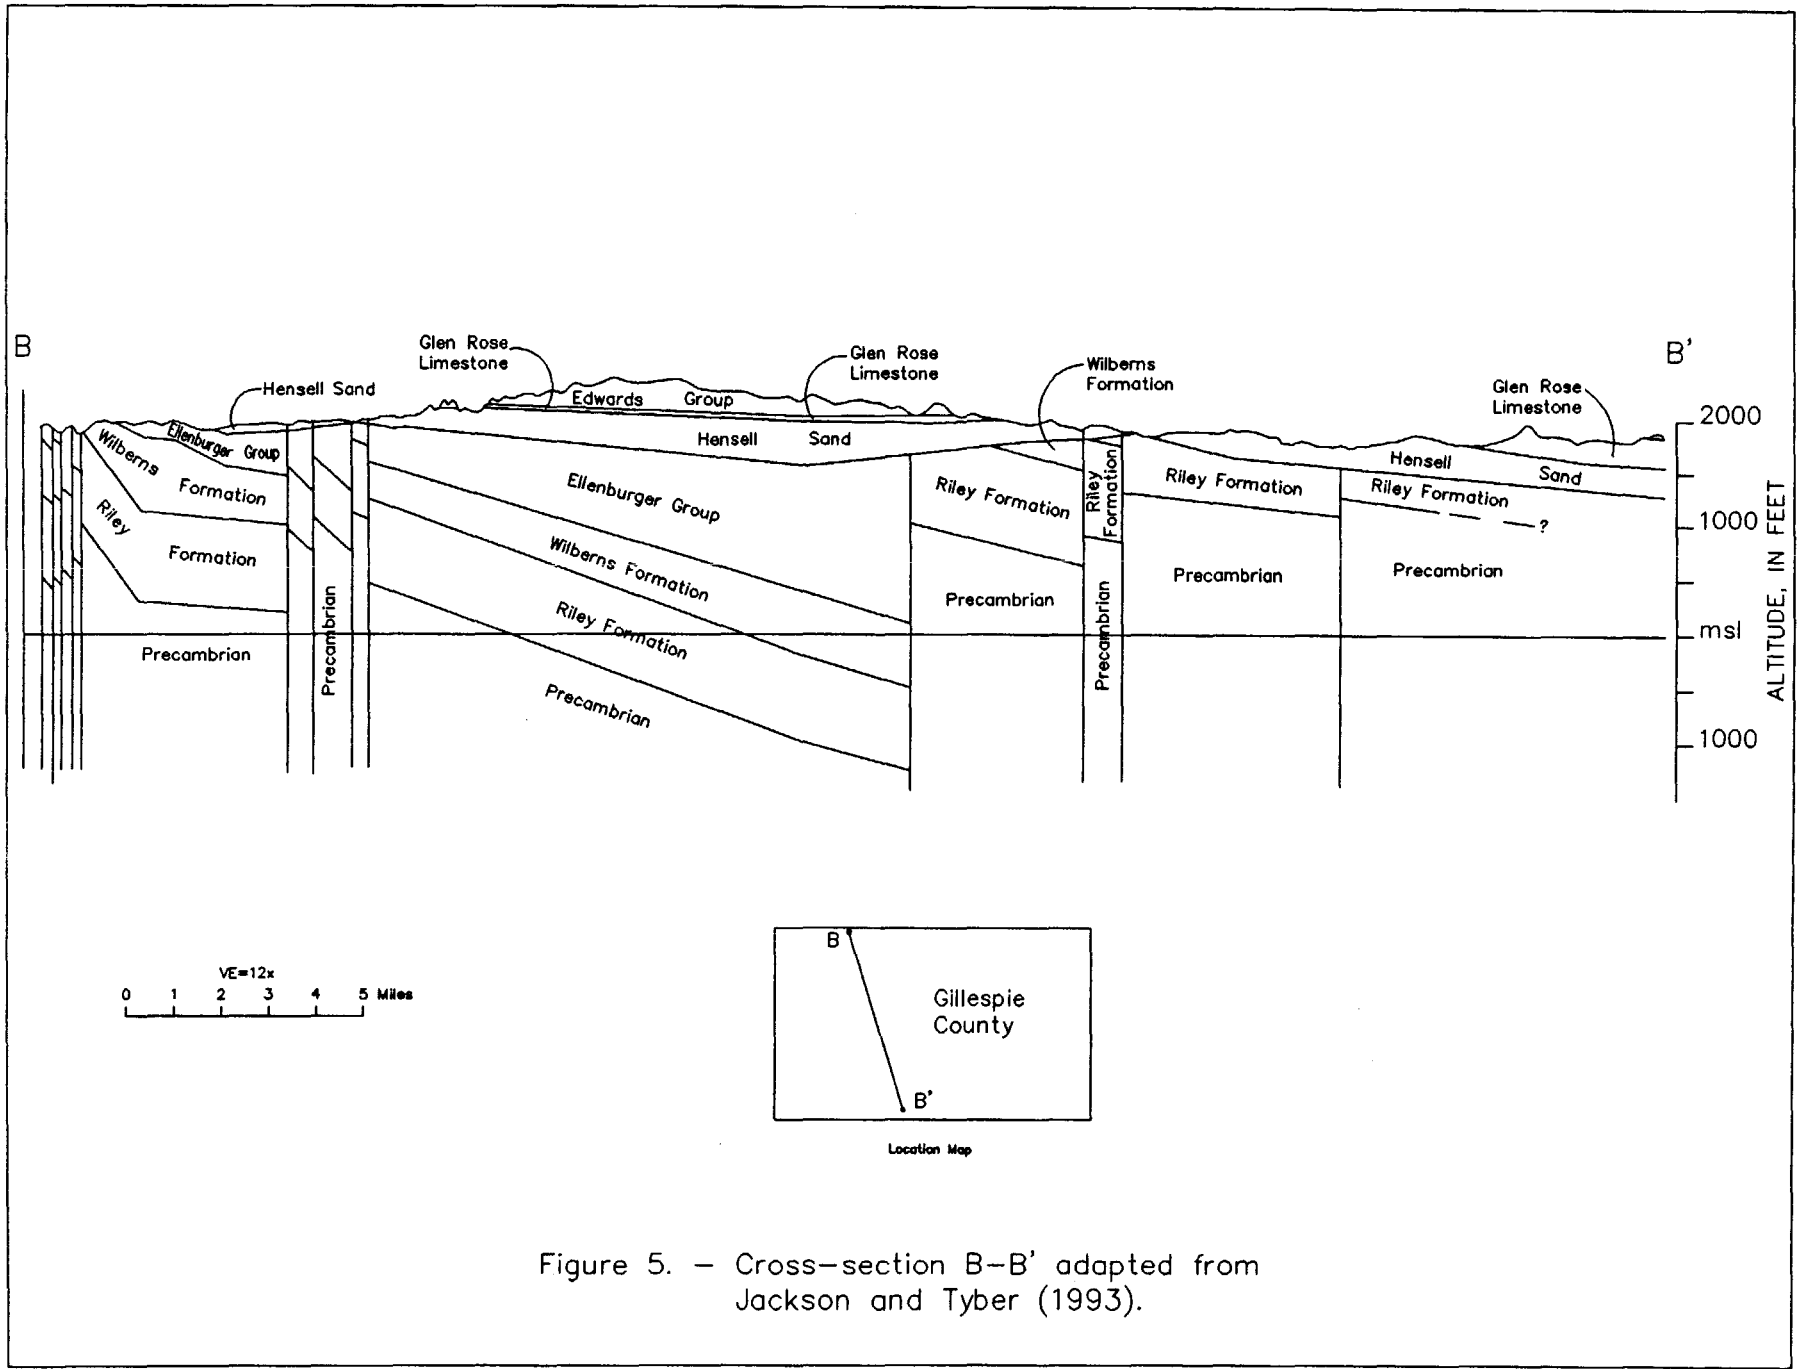 B
B'
Glen Rose
Limestone
Glen Rose
Limestone
Wilberns
Formation
Glen Rose
Limestone
Hensell Sand
Edwards Group
Hensell Sand
Ellenburger Group
Wilberns
Formation
Riley
Formation
Precambrian
Precambrian
Ellenburger Group
Wilberns Formation
Riley Formation
Precambrian
Riley Formation
Precambrian
Riley
Formation
Precambrian
Riley Formation
Precambrian
Hensell Sand
Riley Formation
?
Precambrian
2000
1000
msl
1000
ALTITUDE, IN FEET
VE=12x
0 1 2 3 4 5 Miles
B
Gillespie
County
B'
Location Map
Figure 5. – Cross–section B–B' adapted from
Jackson and Tyber (1993).